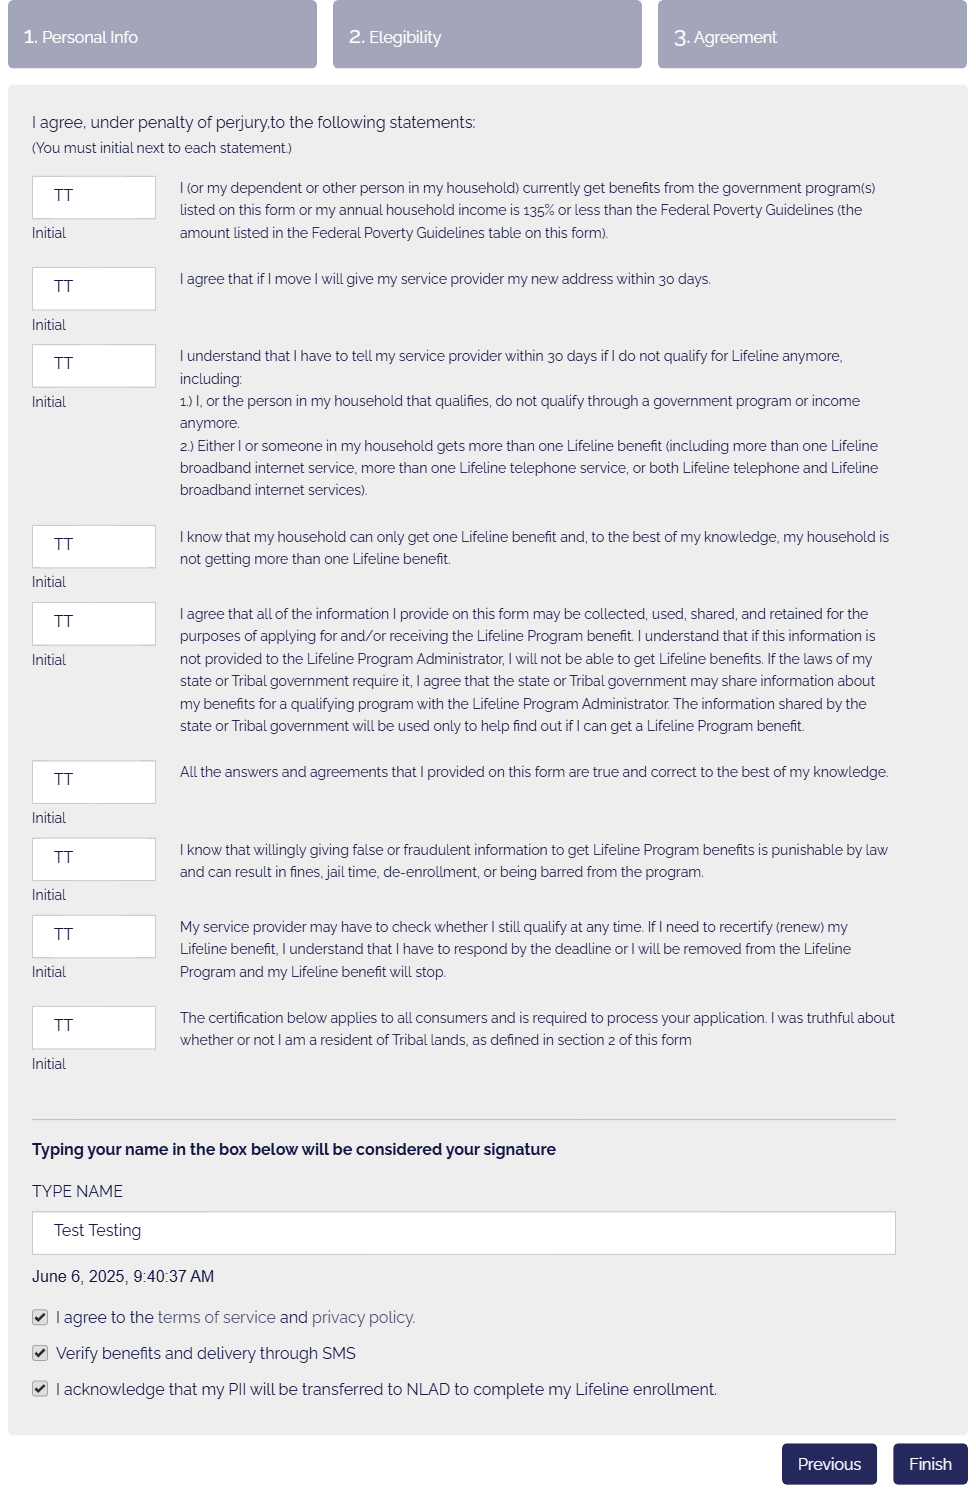 1. Personal Info
2. Elegibility
3. Agreement
I agree, under penalty of perjury,to the following statements:
(You must initial next to each statement.)
TT
Initial
I (or my dependent or other person in my household) currently get benefits from the government program(s)
listed on this form or my annual household income is 135% or less than the Federal Poverty Guidelines (the
amount listed in the Federal Poverty Guidelines table on this form).
TT
Initial
I agree that if I move I will give my service provider my new address within 30 days.
TT
Initial
I understand that I have to tell my service provider within 30 days if I do not qualify for Lifeline anymore,
including:
1.) I, or the person in my household that qualifies, do not qualify through a government program or income
anymore.
2.) Either I or someone in my household gets more than one Lifeline benefit (including more than one Lifeline
broadband internet service, more than one Lifeline telephone service, or both Lifeline telephone and Lifeline
broadband internet services).
TT
Initial
I know that my household can only get one Lifeline benefit and, to the best of my knowledge, my household is
not getting more than one Lifeline benefit.
TT
Initial
I agree that all of the information I provide on this form may be collected, used, shared, and retained for the
purposes of applying for and/or receiving the Lifeline Program benefit. I understand that if this information is
not provided to the Lifeline Program Administrator, I will not be able to get Lifeline benefits. If the laws of my
state or Tribal government require it, I agree that the state or Tribal government may share information about
my benefits for a qualifying program with the Lifeline Program Administrator. The information shared by the
state or Tribal government will be used only to help find out if I can get a Lifeline Program benefit.
TT
Initial
All the answers and agreements that I provided on this form are true and correct to the best of my knowledge.
TT
Initial
I know that willingly giving false or fraudulent information to get Lifeline Program benefits is punishable by law
and can result in fines, jail time, de-enrollment, or being barred from the program.
TT
Initial
My service provider may have to check whether I still qualify at any time. If I need to recertify (renew) my
Lifeline benefit, I understand that I have to respond by the deadline or I will be removed from the Lifeline
Program and my Lifeline benefit will stop.
TT
Initial
The certification below applies to all consumers and is required to process your application. I was truthful about
whether or not I am a resident of Tribal lands, as defined in section 2 of this form
Typing your name in the box below will be considered your signature
TYPE NAME
Test Testing
June 6, 2025, 9:40:37 AM
I agree to the terms of service and privacy policy.
Verify benefits and delivery through SMS
I acknowledge that my PII will be transferred to NLAD to complete my Lifeline enrollment.
Previous
Finish